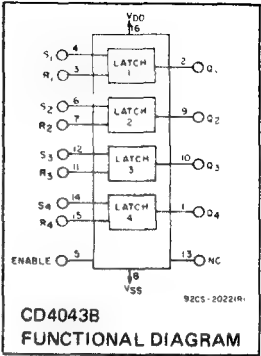 VDD
16
S1 4
R1 3
LATCH
1
2 Q1
S2 6
R2 7
LATCH
2
9 Q2
S3 12
R3 11
LATCH
3
10 Q3
S4 14
R4 15
LATCH
4
1 Q4
ENABLE 5
13 NC
8
VSS
92CS-20221R1
CD4043B
FUNCTIONAL DIAGRAM